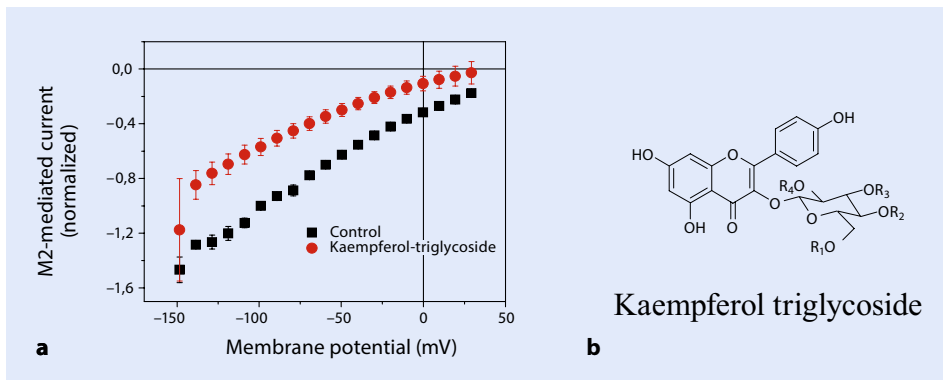 M2-mediated current
(normalized)
0,0
−0,4
−0,8
−1,2
−1,6
Control
Kaempferol-triglycoside
−150
−100
−50
0
50
Membrane potential (mV)
a
OH
HO
O
R4O
OR3
O
O
OR2
OH
O
R1O
Kaempferol triglycoside
b